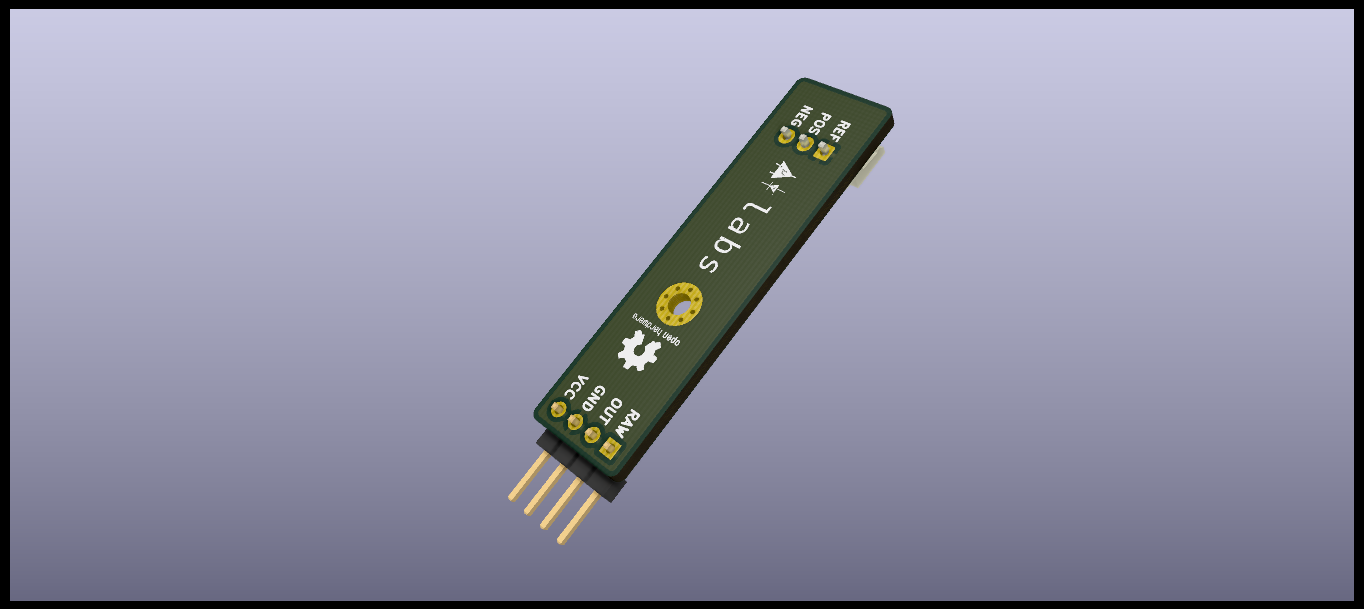 NEG
POS
REF
labs
open hardware
VCC
GND
OUT
RAW